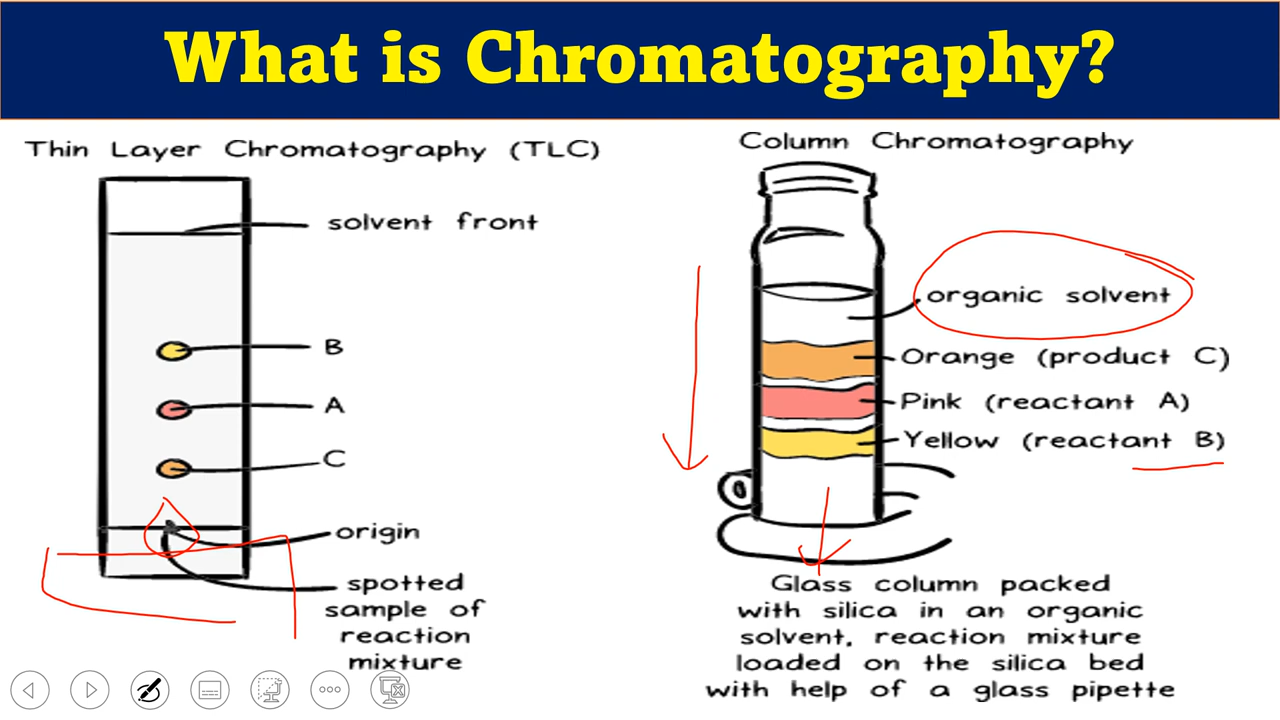 What is Chromatography?
Thin Layer Chromatography (TLC)
solvent front
B
A
C
origin
spotted
sample of
reaction
mixture
Column Chromatography
organic solvent
Orange (product C)
Pink (reactant A)
Yellow (reactant B)
Glass column packed
with silica in an organic
solvent, reaction mixture
loaded on the silica bed
with help of a glass pipette